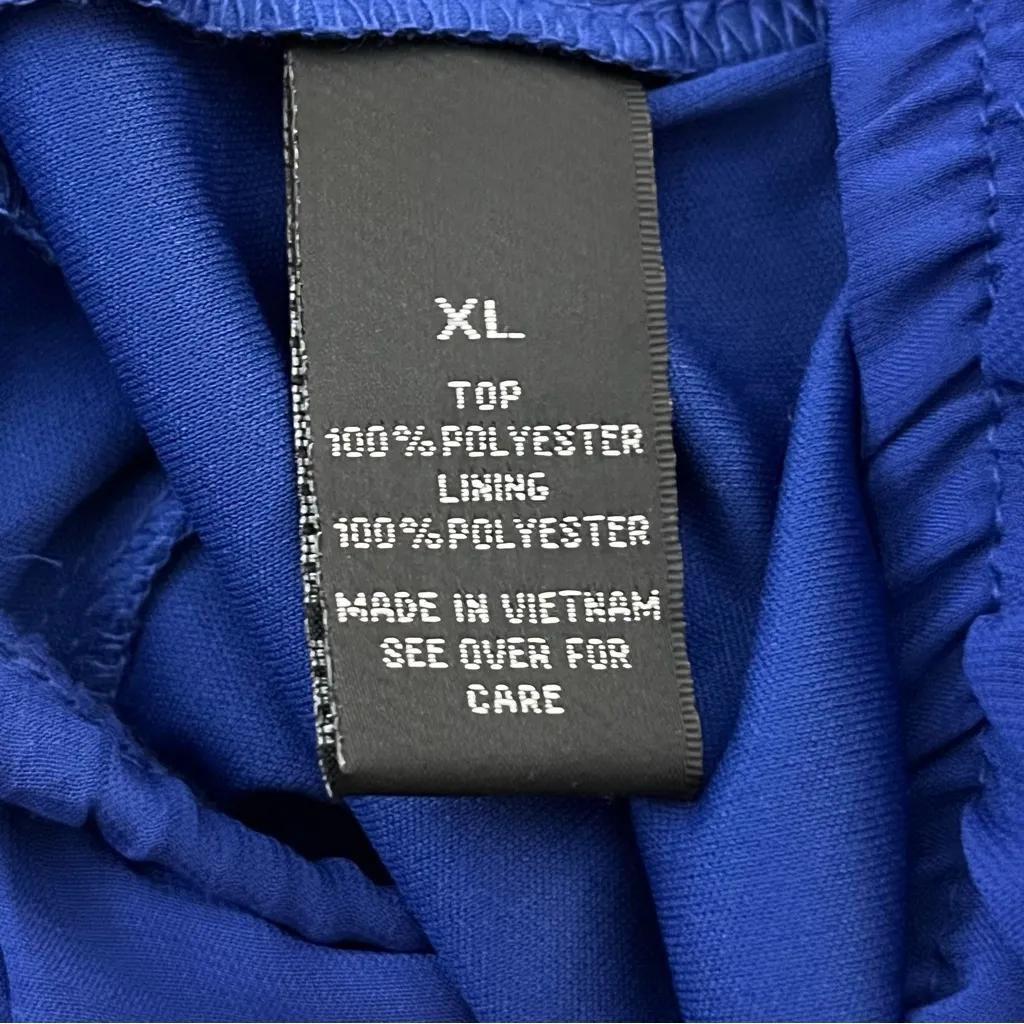 XL
TOP
100%POLYESTER
LINING
100%POLYESTER
MADE IN VIETNAM
SEE OVER FOR
CARE